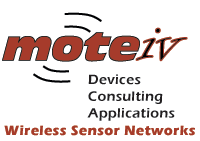 moteiv
Devices
Consulting
Applications
Wireless Sensor Networks